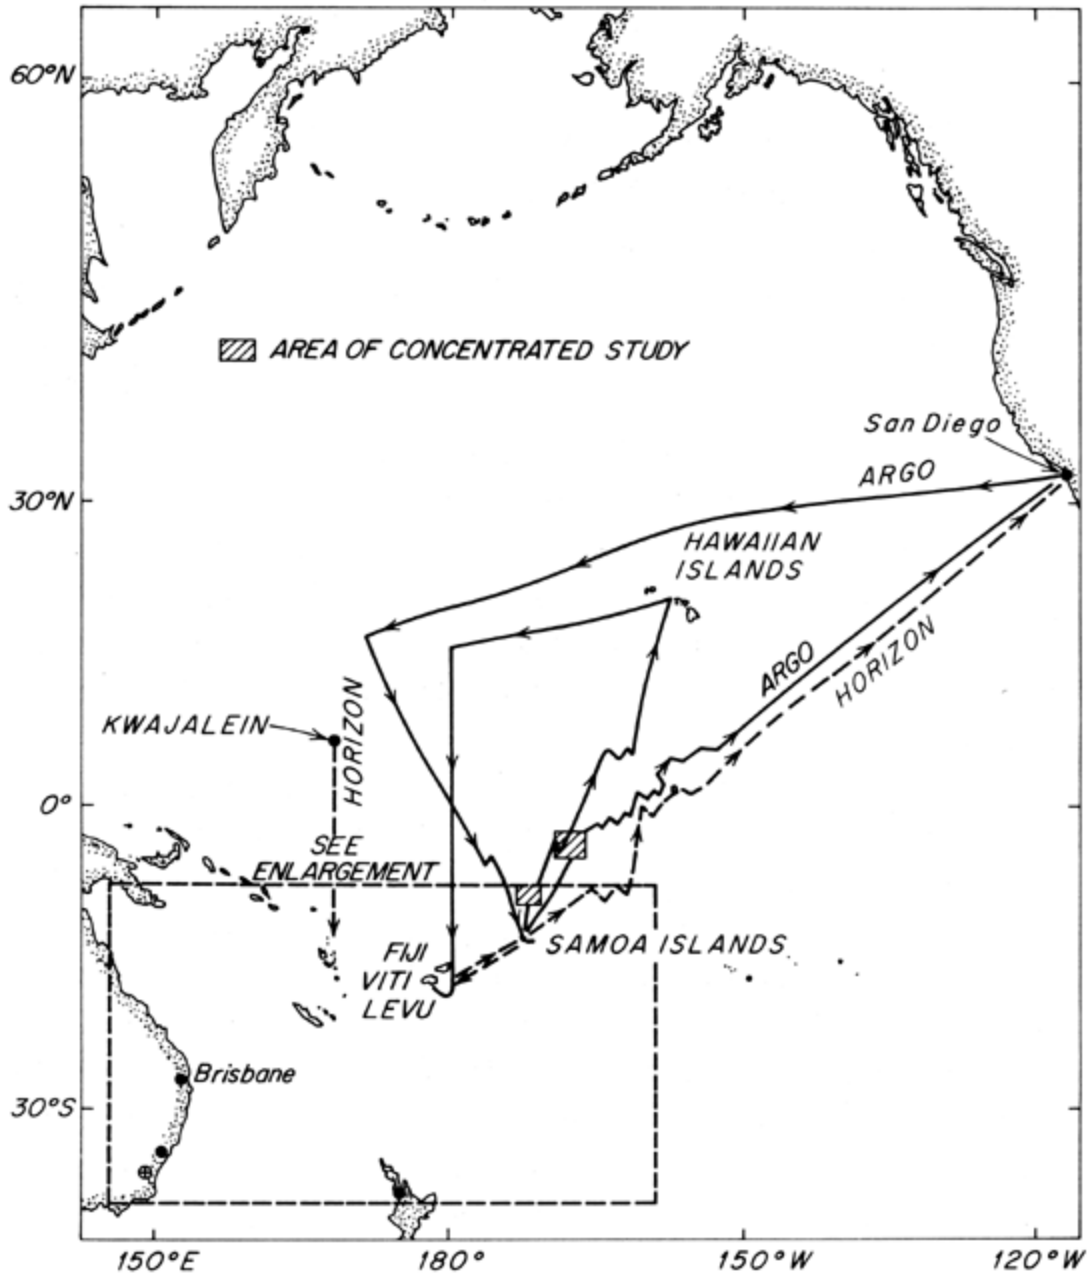 60°N
AREA OF CONCENTRATED STUDY
San Diego
ARGO
30°N
HAWAIIAN
ISLANDS
ARGO
HORIZON
KWAJALEIN
HORIZON
0°
SEE
ENLARGEMENT
SAMOA ISLANDS
FIJI
VITI
LEVU
Brisbane
30°S
150°E
180°
150°W
120°W